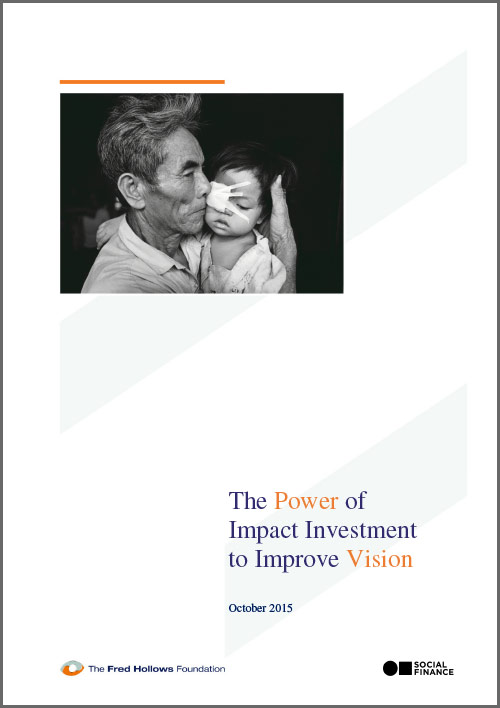 The Power of
Impact Investment
to Improve Vision
October 2015
The Fred Hollows Foundation
SOCIAL
FINANCE